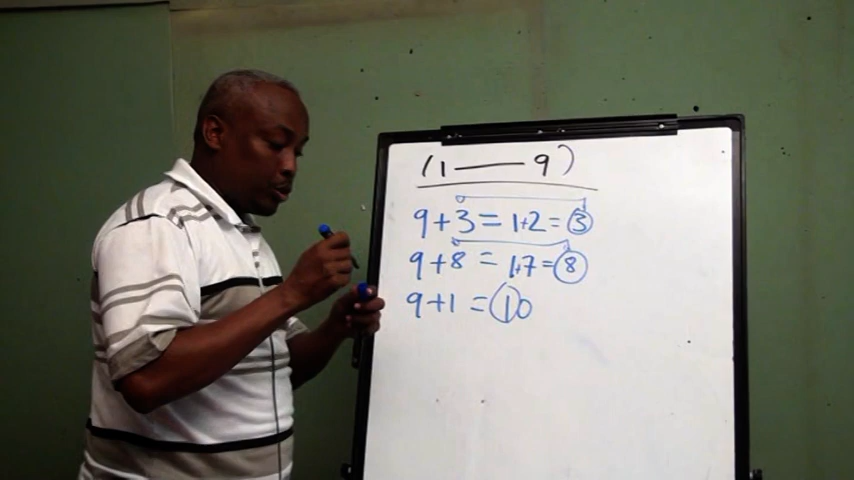 (1 —— 9)
9+3=1+2=3
9+8=1+7=8
9+1=10